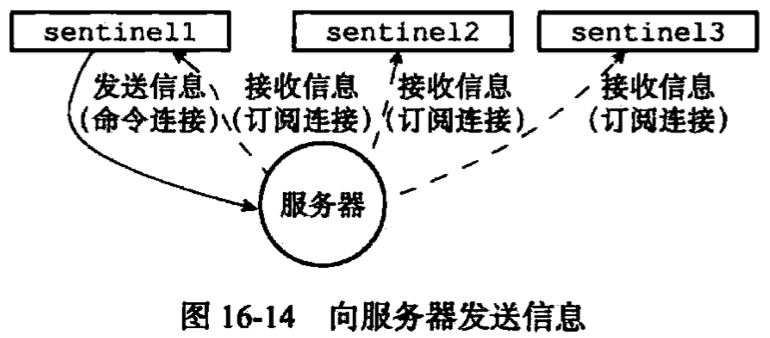 sentinel1 sentinel2 sentinel3
发送信息 接收信息 接收信息 接收信息
(命令连接) (订阅连接) (订阅连接) (订阅连接)
服务器
图 16-14 向服务器发送信息